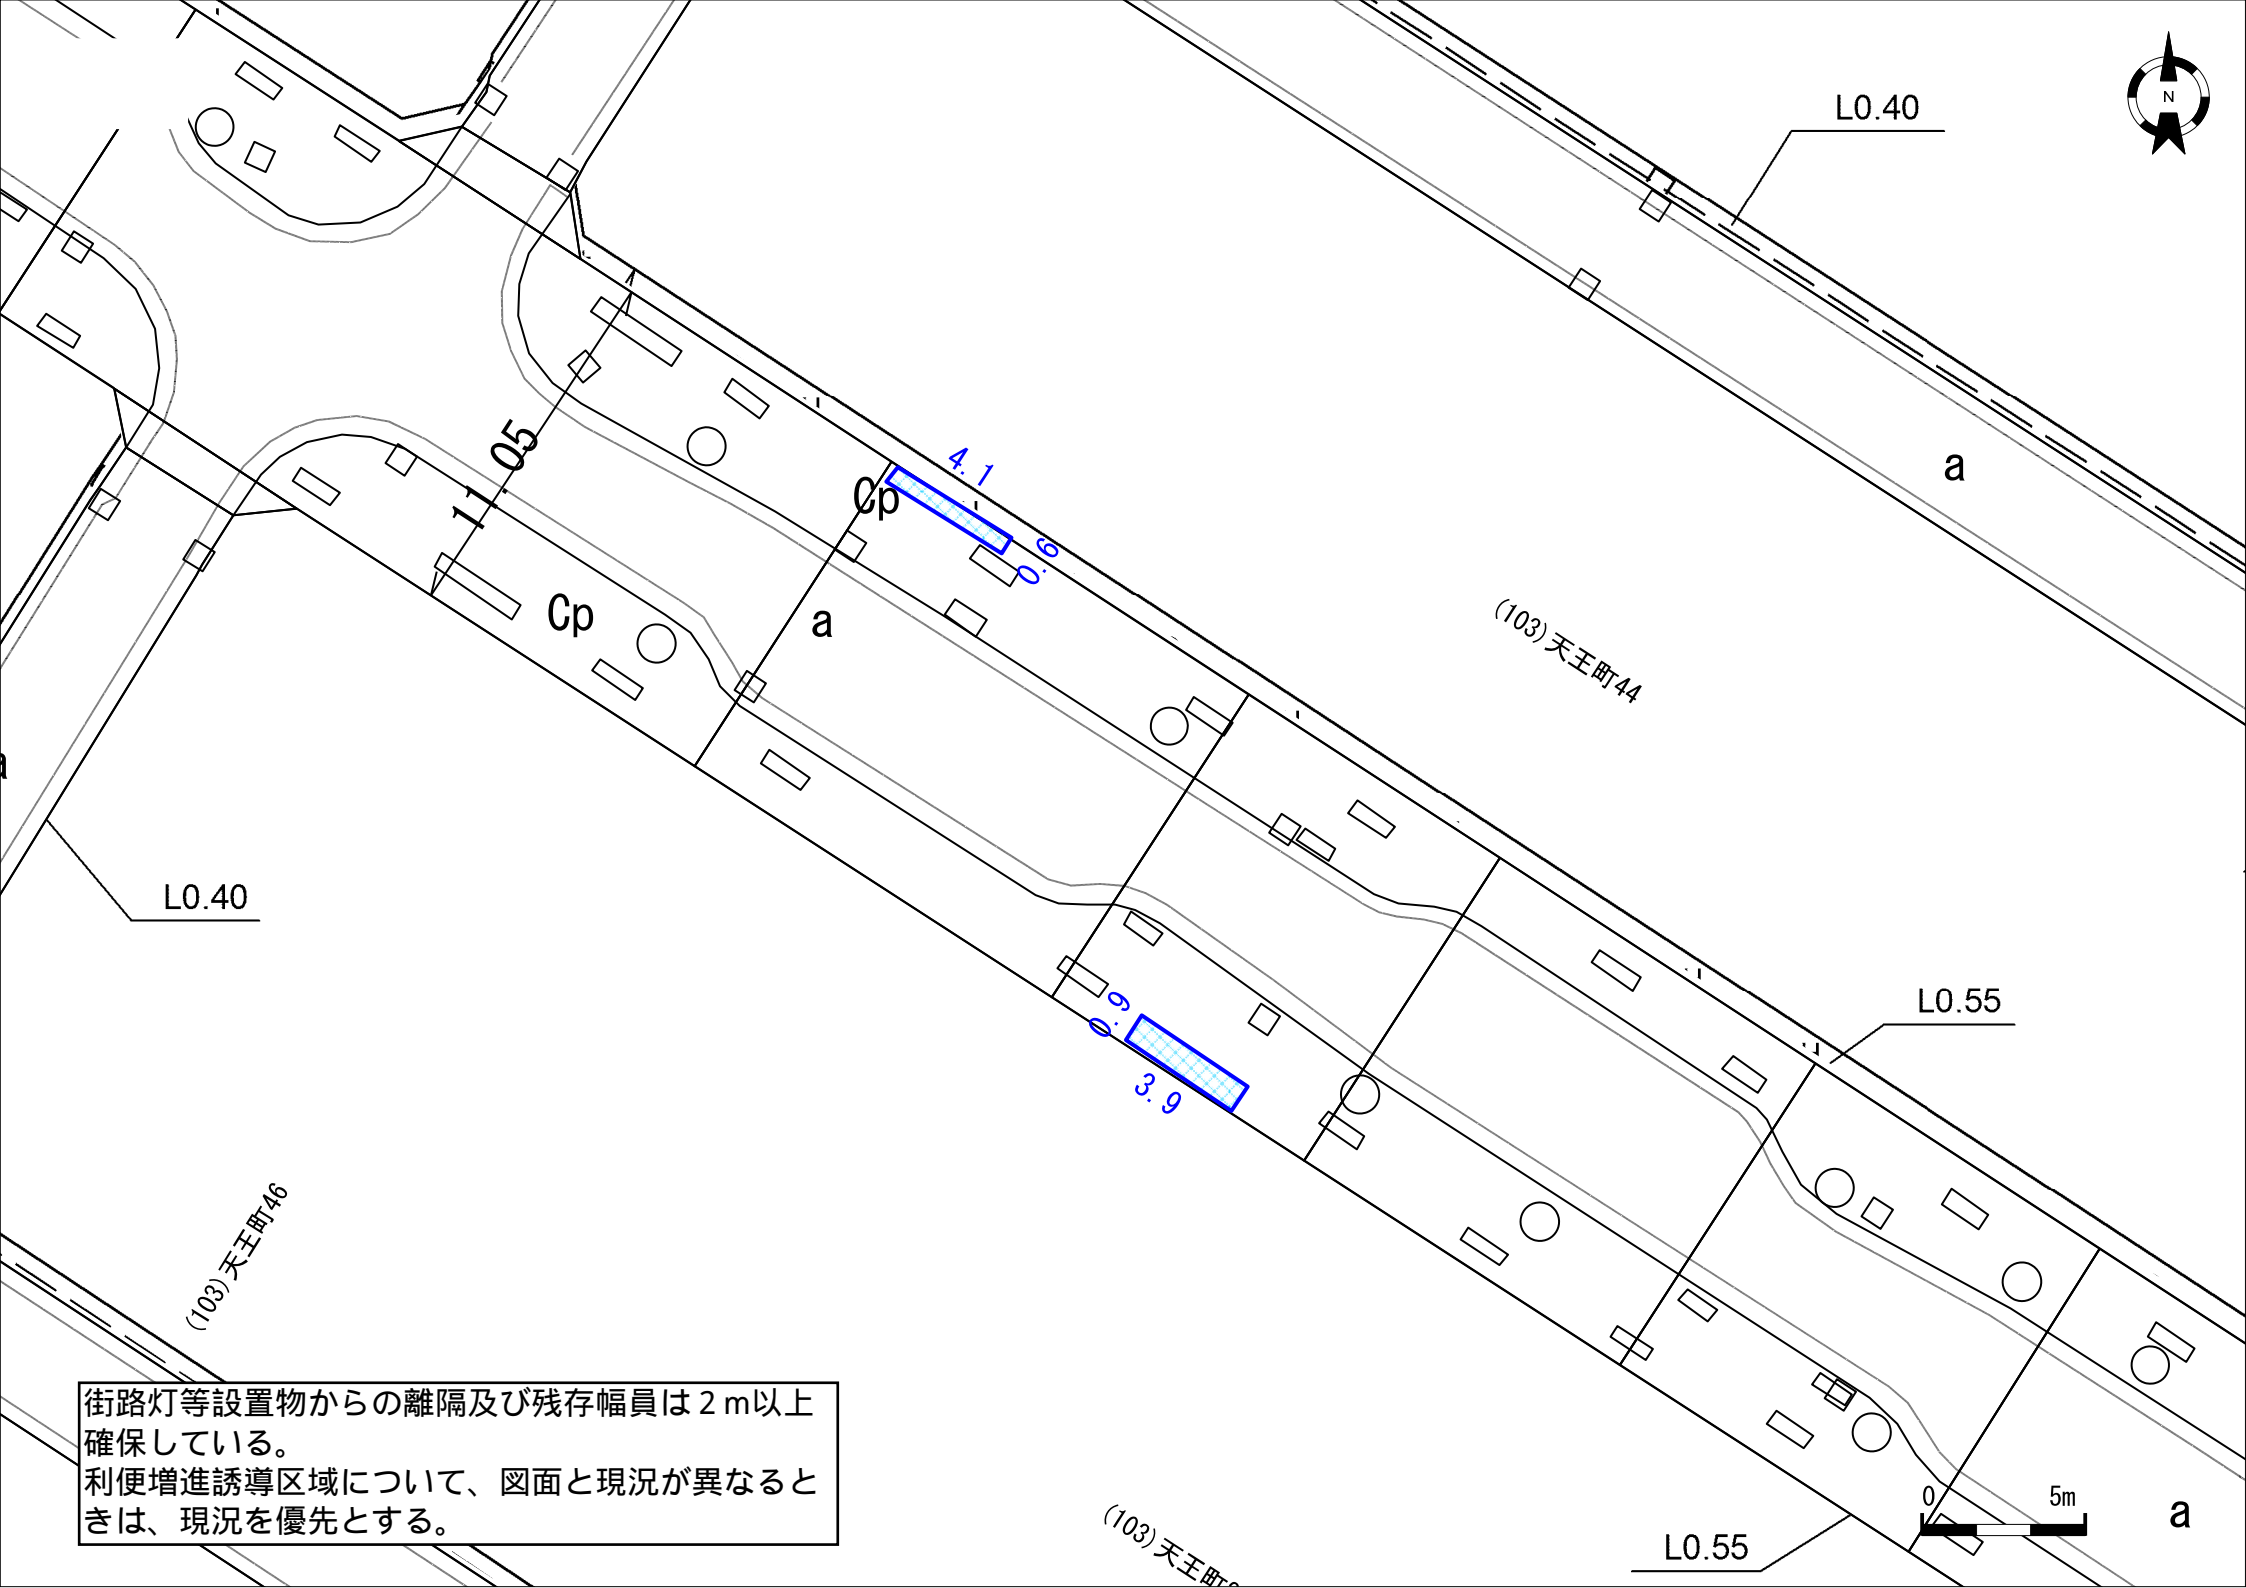 L0.40
N
4.1
11.05
Cp
a
0.6
Cp
a
(103)天王町44
a
L0.40
0.9
L0.55
3.9
(103)天王町46
街路灯等設置物からの離隔及び残存幅員は2m以上
確保している。
利便増進誘導区域について、図面と現況が異なると
きは、現況を優先とする。
0 5m
a
(103)天王町
L0.55